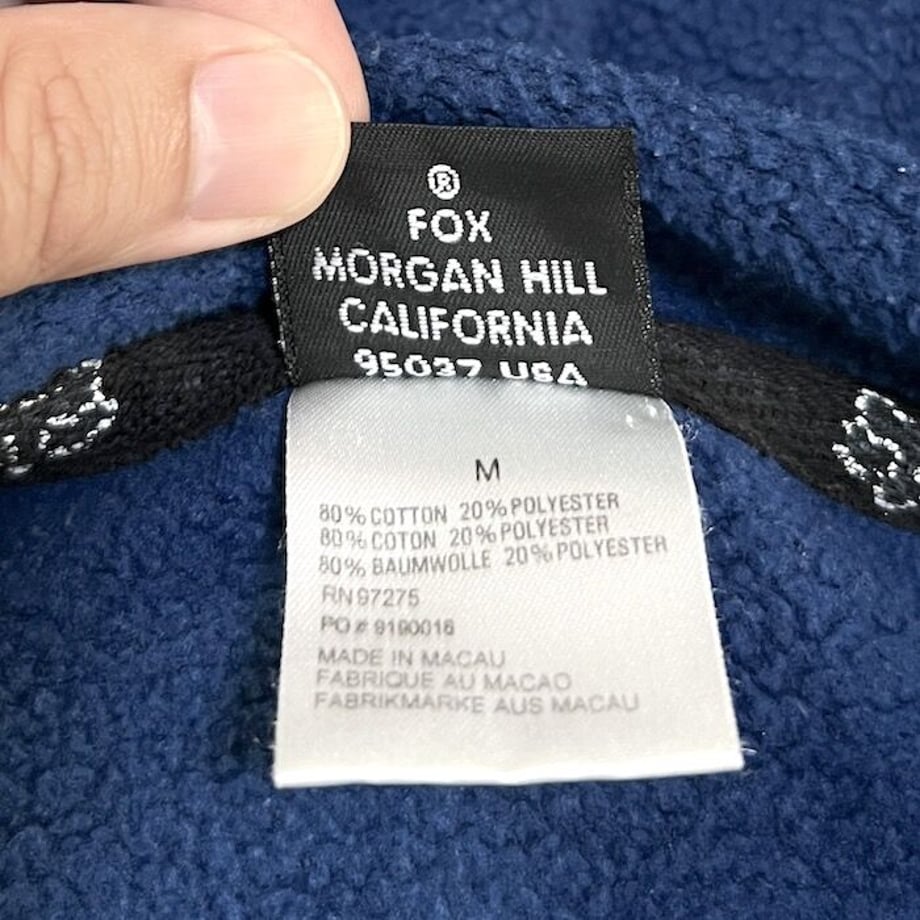 ®
FOX
MORGAN HILL
CALIFORNIA
95037 USA
M
80% COTTON 20% POLYESTER
80% COTON 20% POLYESTER
80% BAUMWOLLE 20% POLYESTER
RN 97275
PO # 9190016
MADE IN MACAU
FABRIQUE AU MACAO
FABRIKMARKE AUS MACAU